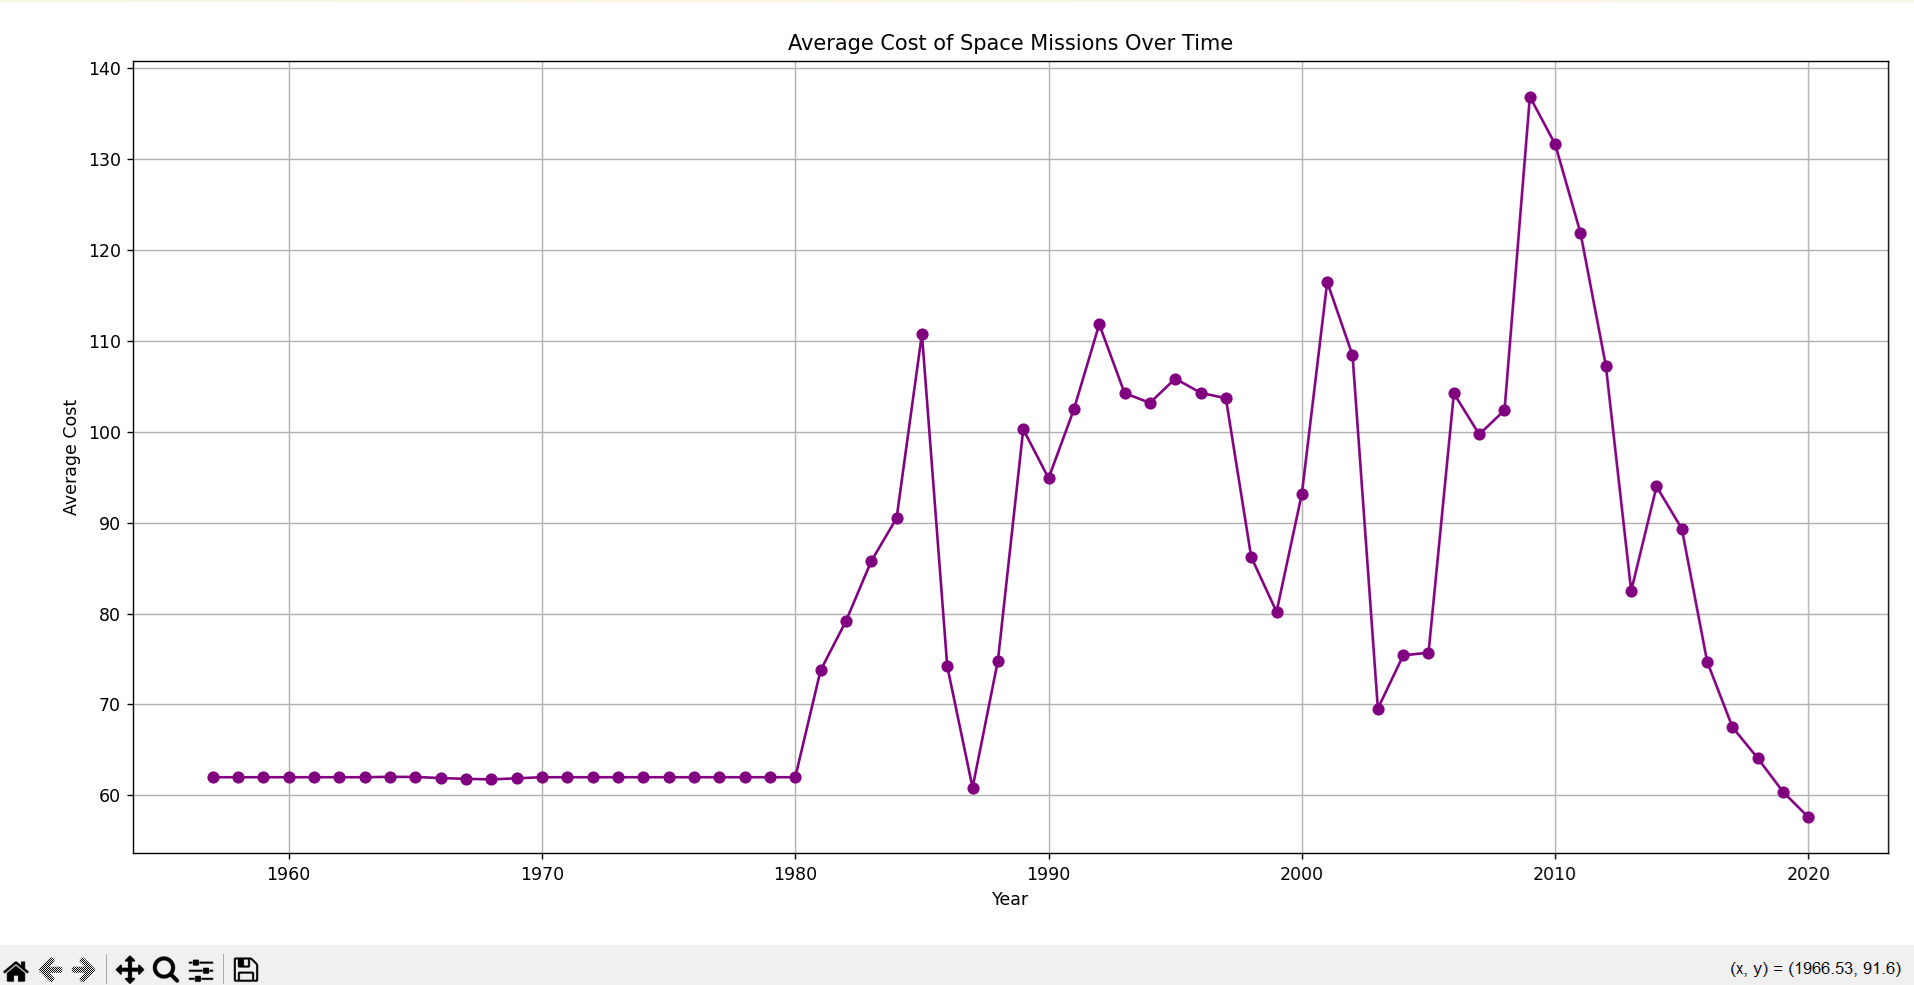 Average Cost of Space Missions Over Time
140
130
120
110
100
90
80
70
60
Average Cost
1960 1970 1980 1990 2000 2010 2020
Year
(x, y) = (1966.53, 91.6)